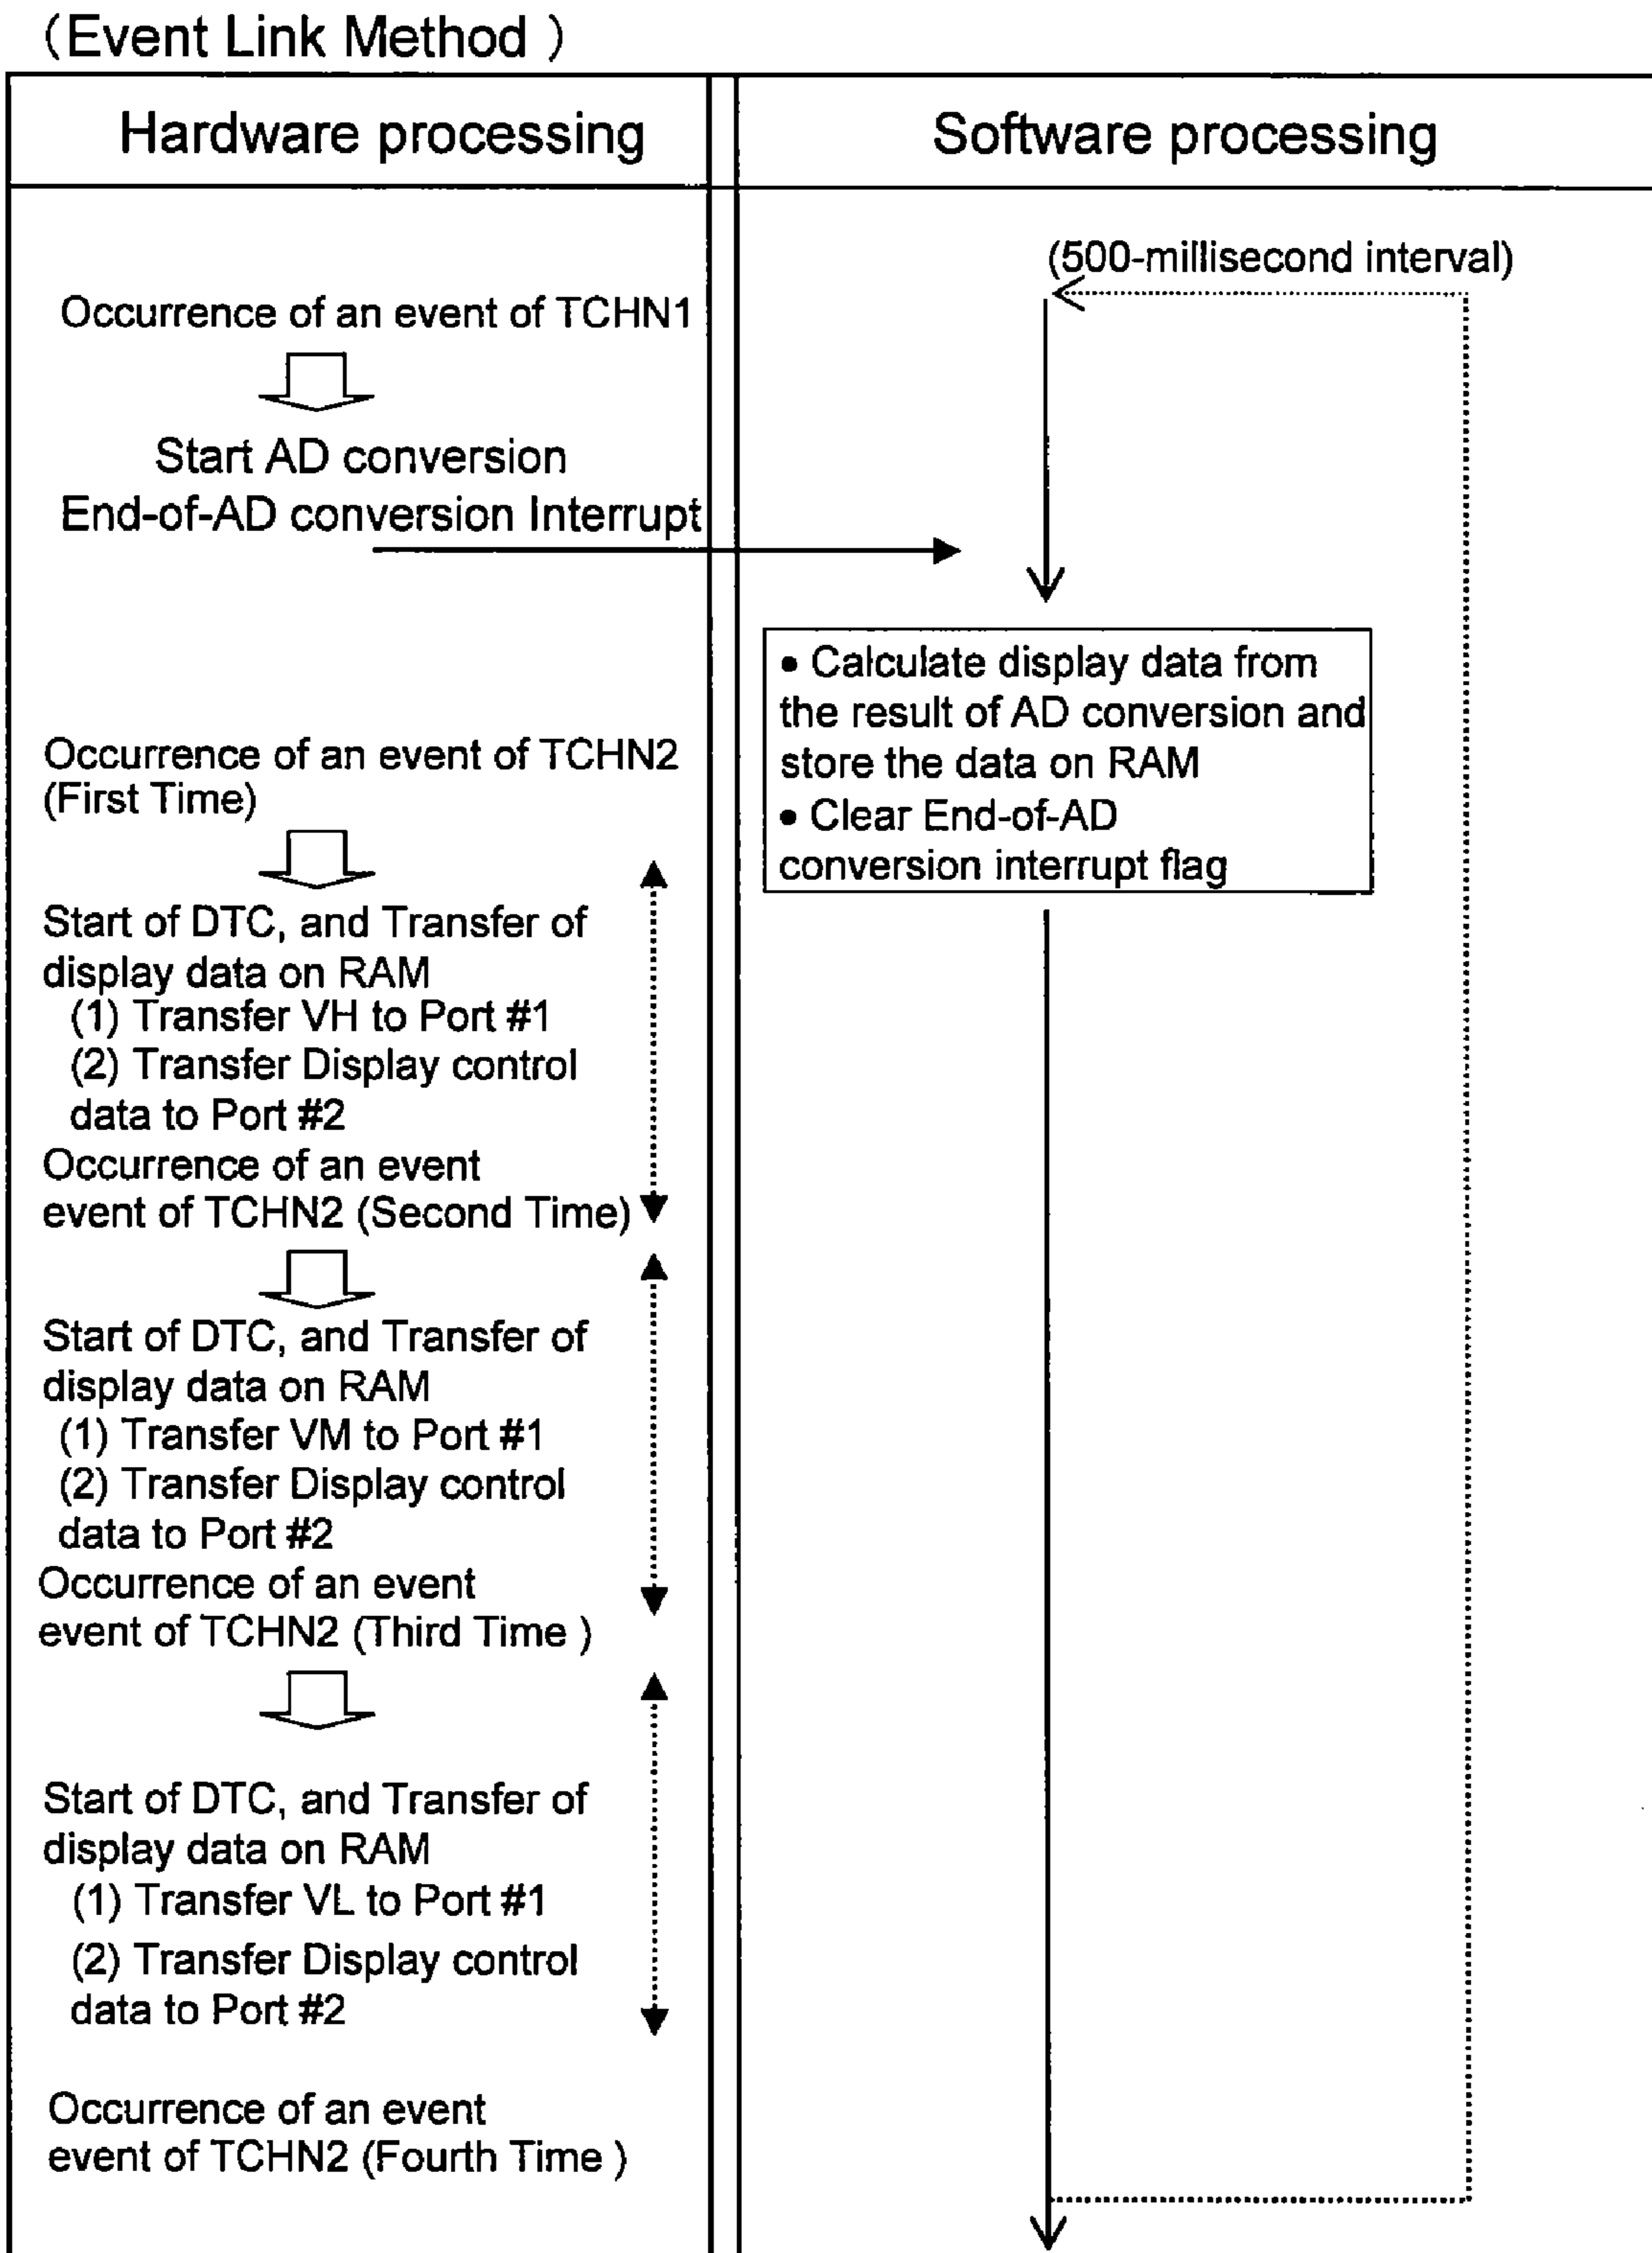 (Event Link Method )
Hardware processing
Software processing
(500-millisecond interval)
Occurrence of an event of TCHN1
Start AD conversion
End-of-AD conversion Interrupt
• Calculate display data from
the result of AD conversion and
store the data on RAM
• Clear End-of-AD
conversion interrupt flag
Occurrence of an event of TCHN2
(First Time)
Start of DTC, and Transfer of
display data on RAM
(1) Transfer VH to Port #1
(2) Transfer Display control
data to Port #2
Occurrence of an event
event of TCHN2 (Second Time)
Start of DTC, and Transfer of
display data on RAM
(1) Transfer VM to Port #1
(2) Transfer Display control
data to Port #2
Occurrence of an event
event of TCHN2 (Third Time )
Start of DTC, and Transfer of
display data on RAM
(1) Transfer VL to Port #1
(2) Transfer Display control
data to Port #2
Occurrence of an event
event of TCHN2 (Fourth Time )